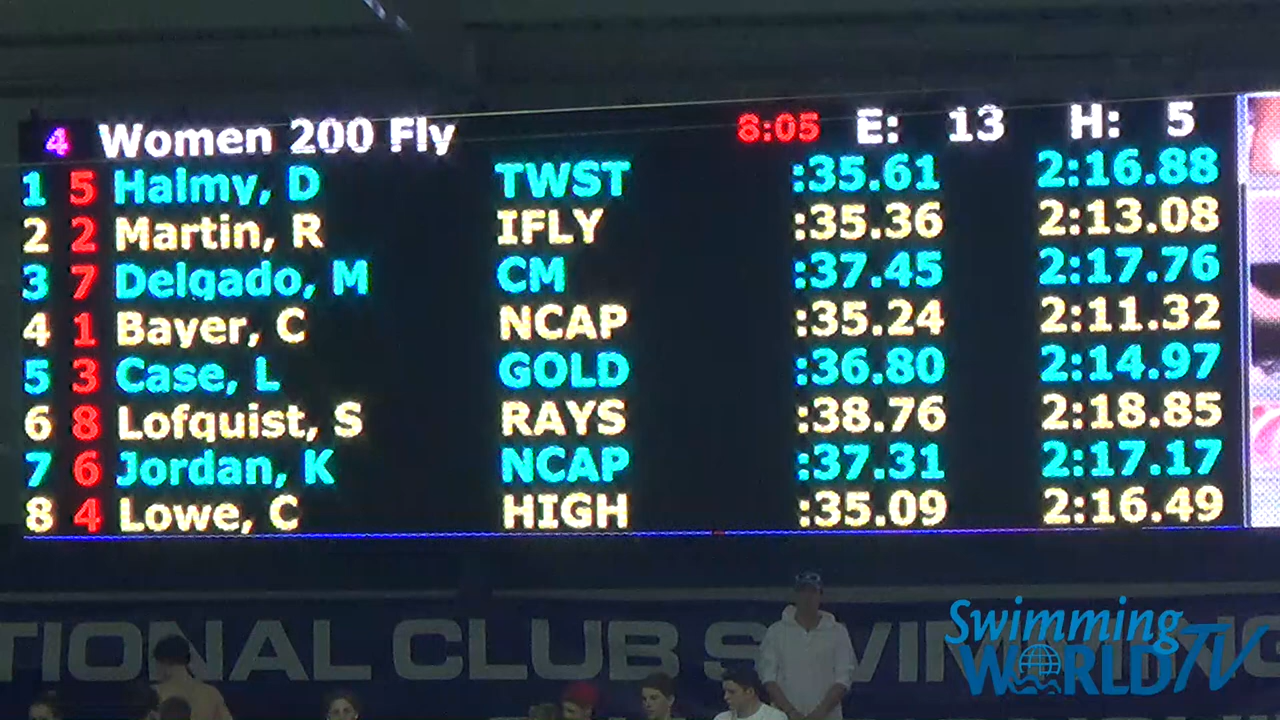 4 Women 200 Fly 8:05 E: 13 H: 5
1 5 Halmy, D TWST :35.61 2:16.88
2 2 Martin, R IFLY :35.36 2:13.08
3 7 Delgado, M CM :37.45 2:17.76
4 1 Bayer, C NCAP :35.24 2:11.32
5 3 Case, L GOLD :36.80 2:14.97
6 8 Lofquist, S RAYS :38.76 2:18.85
7 6 Jordan, K NCAP :37.31 2:17.17
8 4 Lowe, C HIGH :35.09 2:16.49
TIONAL CLUB
Swimming
WORLD TV